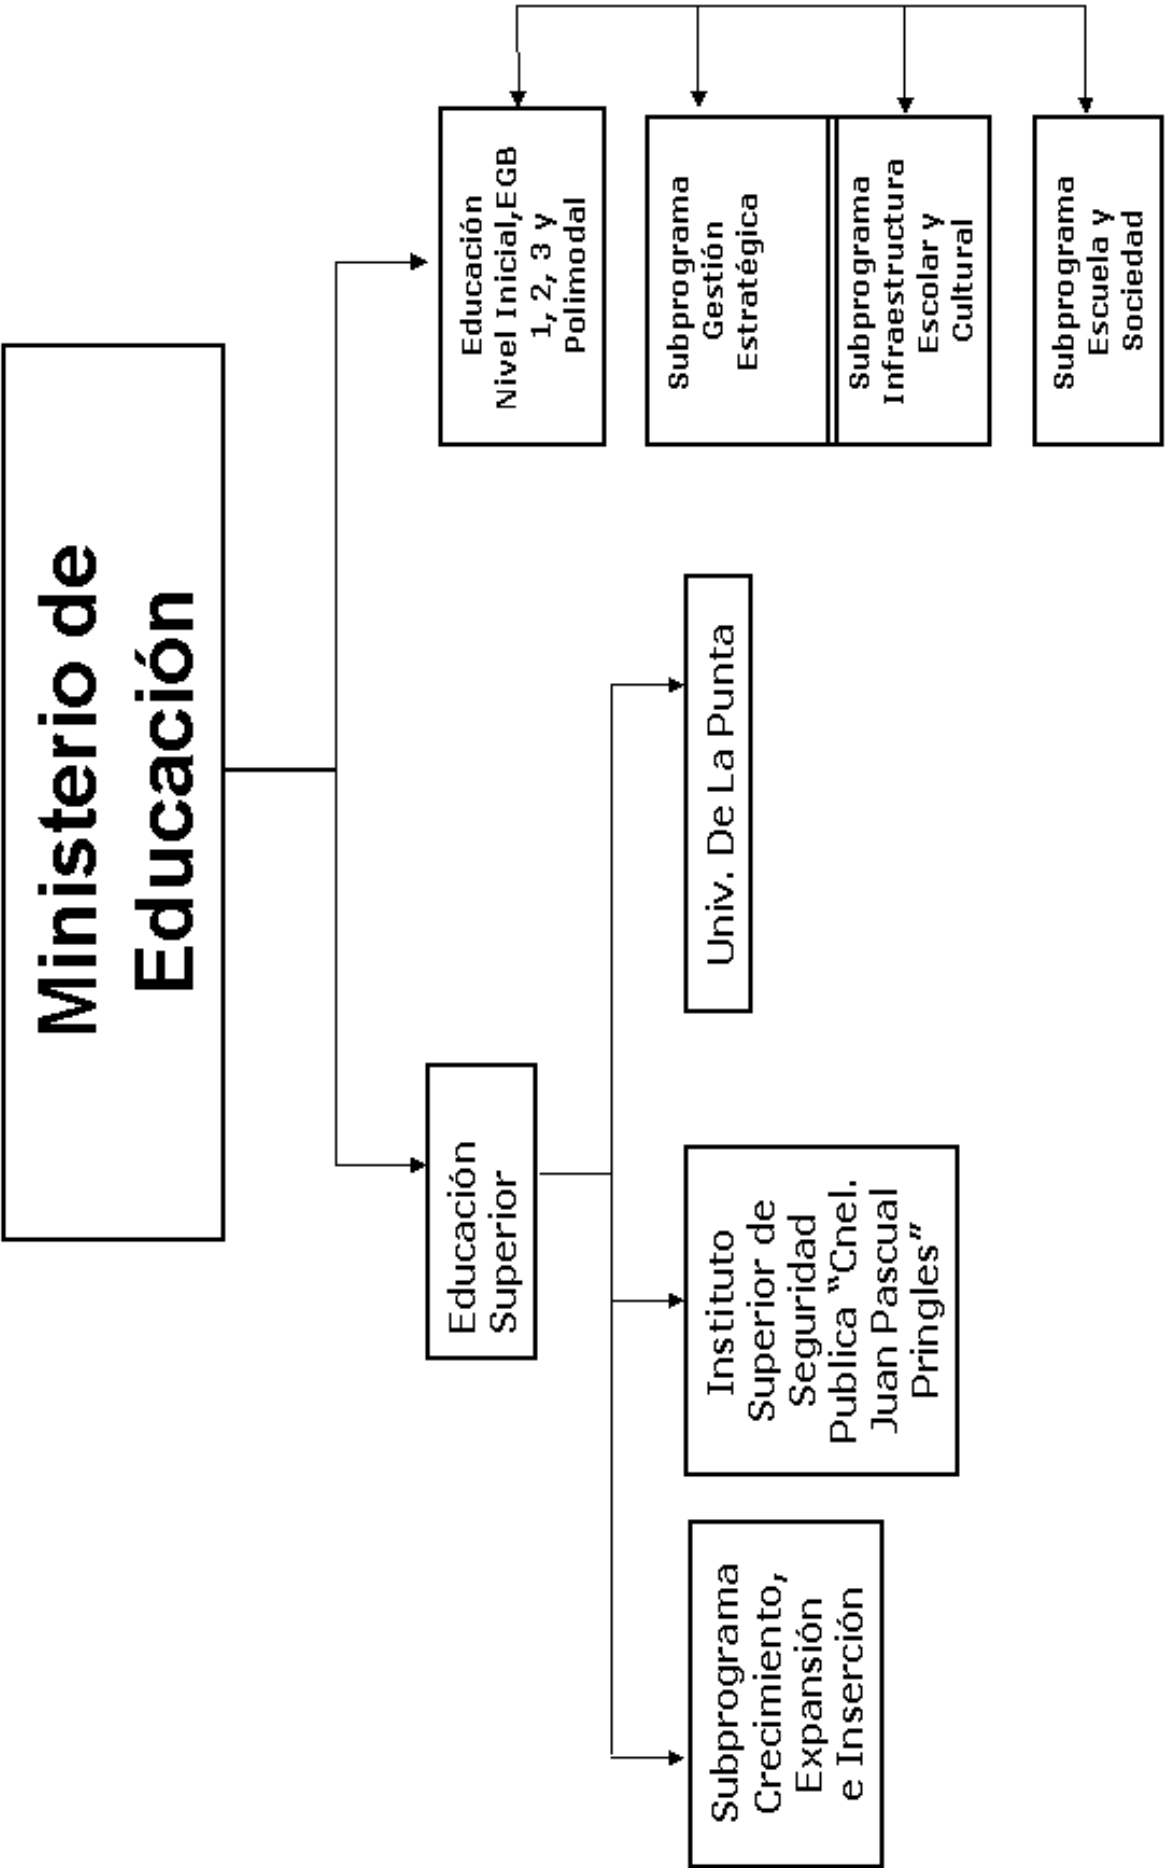 Ministerio de
Educación
Educación
Superior
Educación
Nivel Inicial,EGB
1, 2, 3 y
Polimodal
Subprograma
Crecimiento,
Expansión
e Inserción
Instituto
Superior de
Seguridad
Publica “Cnel.
Juan Pascual
Pringles”
Univ. De La Punta
Subprograma
Gestión
Estratégica
Subprograma
Infraestructura
Escolar y
Cultural
Subprograma
Escuela y
Sociedad